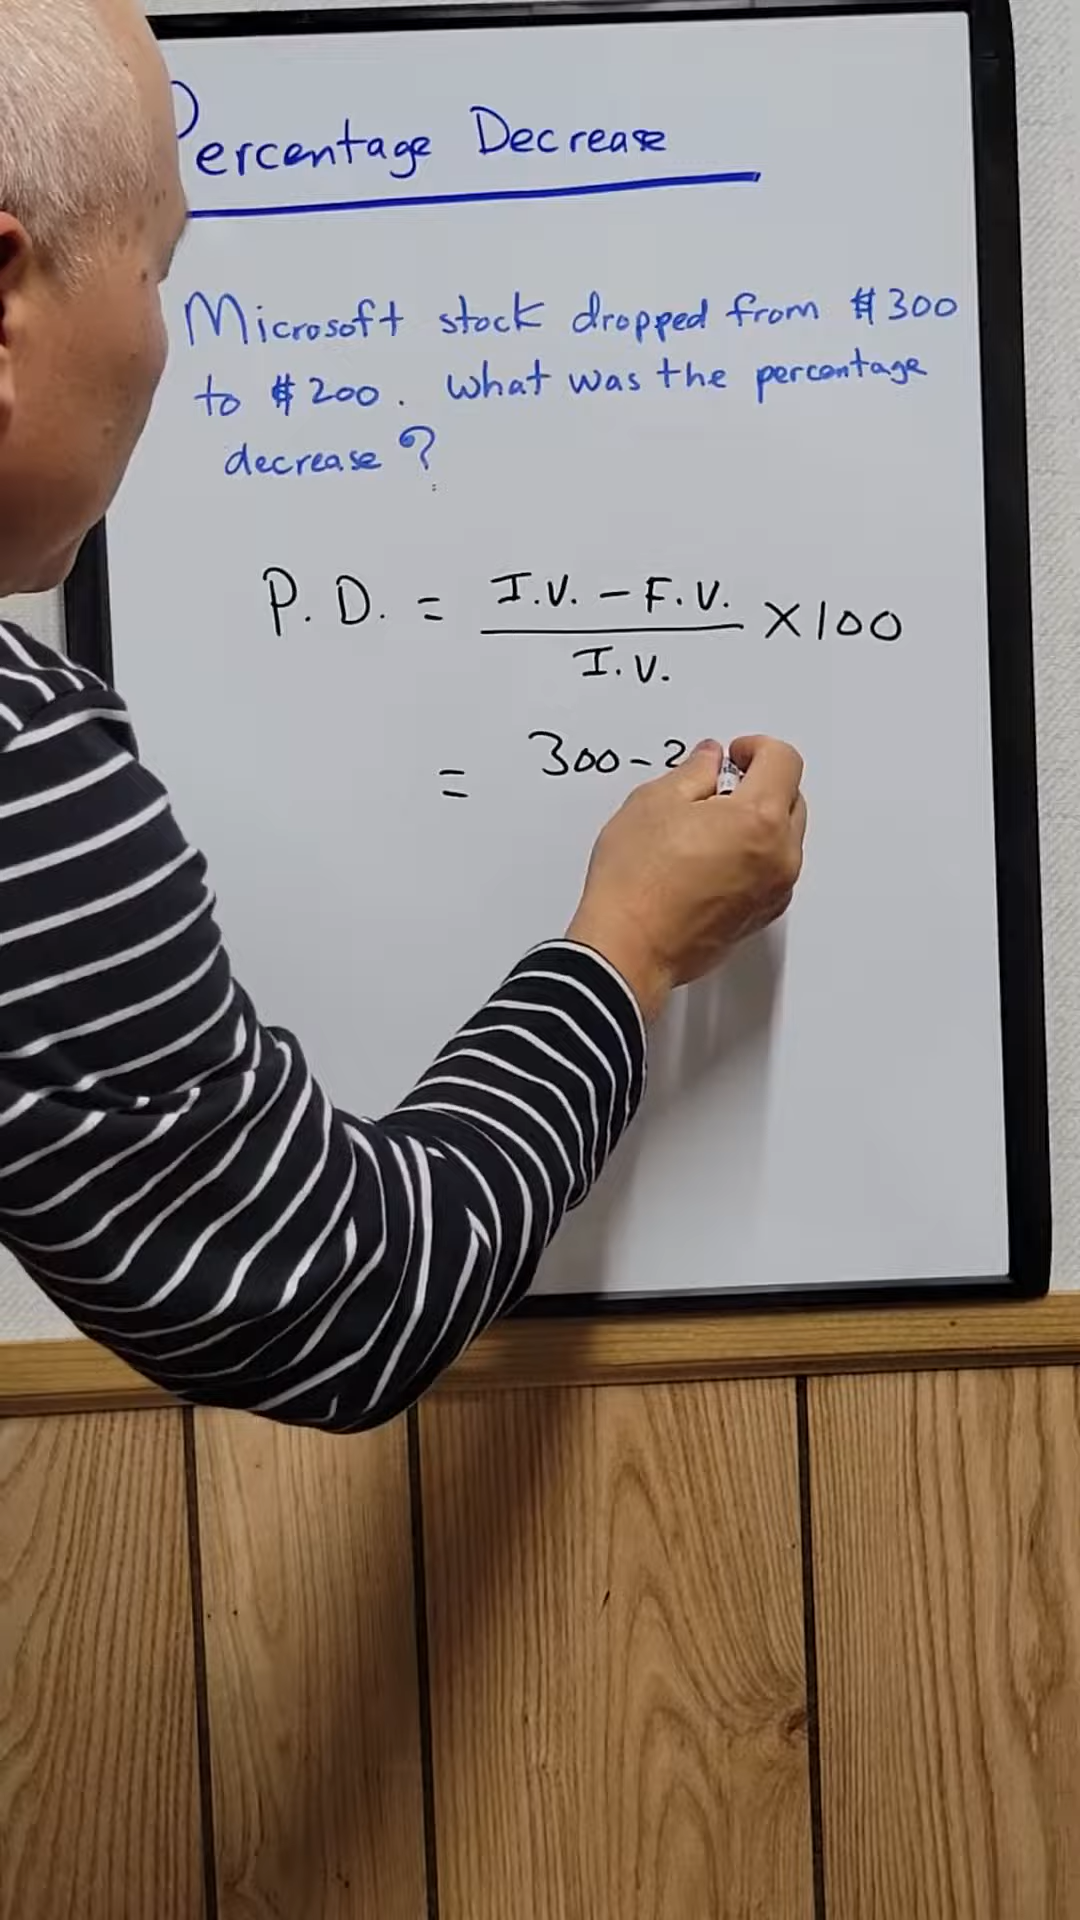 Percentage Decrease
Microsoft stock dropped from $300
to $200. What was the percentage
decrease?
P. D. = I.V. - F.V. X 100
I.V.
= 300 - 2